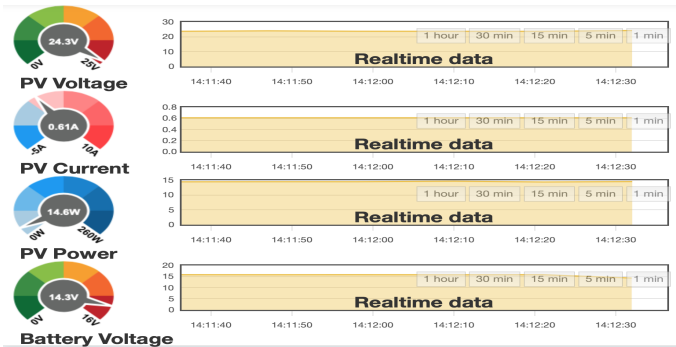 24.3V
0V
25V
PV Voltage
30
20
10
0
1 hour 30 min 15 min 5 min 1 min
Realtime data
14:11:40 14:11:50 14:12:00 14:12:10 14:12:20 14:12:30
0.61A
-5A
10A
PV Current
0.8
0.6
0.4
0.2
0.0
1 hour 30 min 15 min 5 min 1 min
Realtime data
14:11:40 14:11:50 14:12:00 14:12:10 14:12:20 14:12:30
14.6W
0W
260W
PV Power
15
10
5
0
1 hour 30 min 15 min 5 min 1 min
Realtime data
14:11:40 14:11:50 14:12:00 14:12:10 14:12:20 14:12:30
14.3V
0V
16V
Battery Voltage
20
15
10
5
0
1 hour 30 min 15 min 5 min 1 min
Realtime data
14:11:40 14:11:50 14:12:00 14:12:10 14:12:20 14:12:30